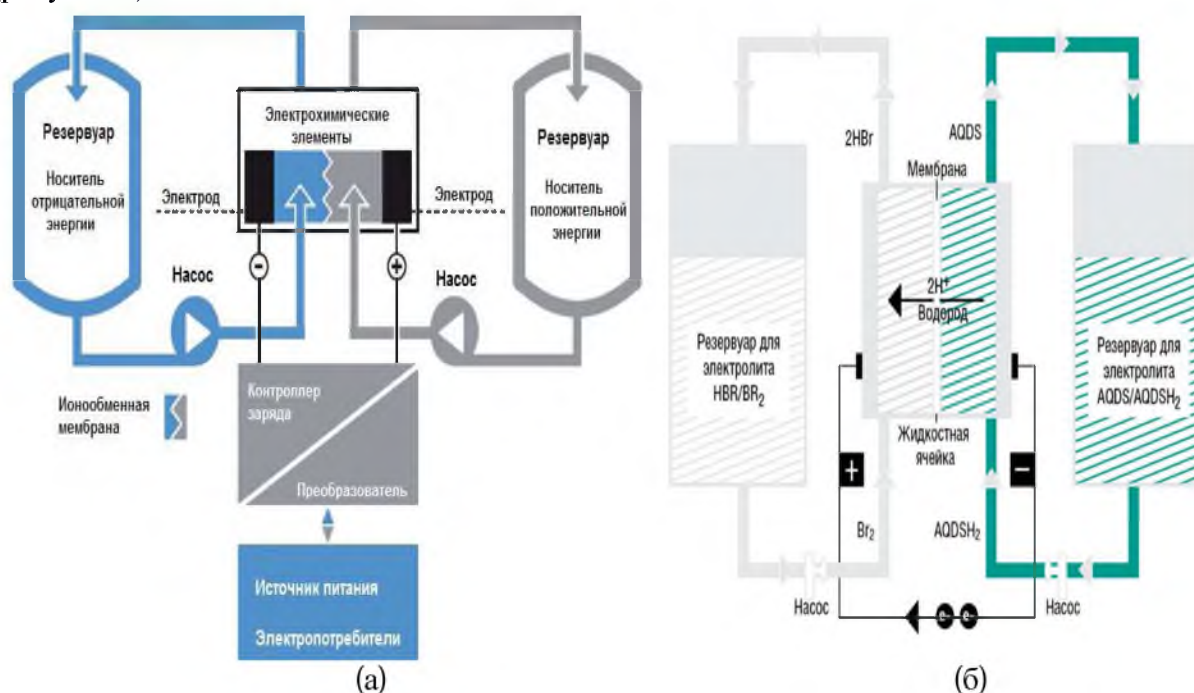 Электрохимические
элементы
Резервуар
Носитель
отрицательной
энергии
Электрод
Электрод
Резервуар
Носитель
положительной
энергии
Насос
Насос
−
+
Ионообменная
мембрана
Контроллер
заряда
Преобразователь
Источник питания
Электропотребители
(а)
2HBr
AQDS
Мембрана
2H+
Водород
Резервуар для
электролита
HBR/BR2
Резервуар для
электролита
AQDS/AQDSH2
Жидкостная
ячейка
+
−
Br2
AQDSH2
Насос
Насос
e- e-
(б)